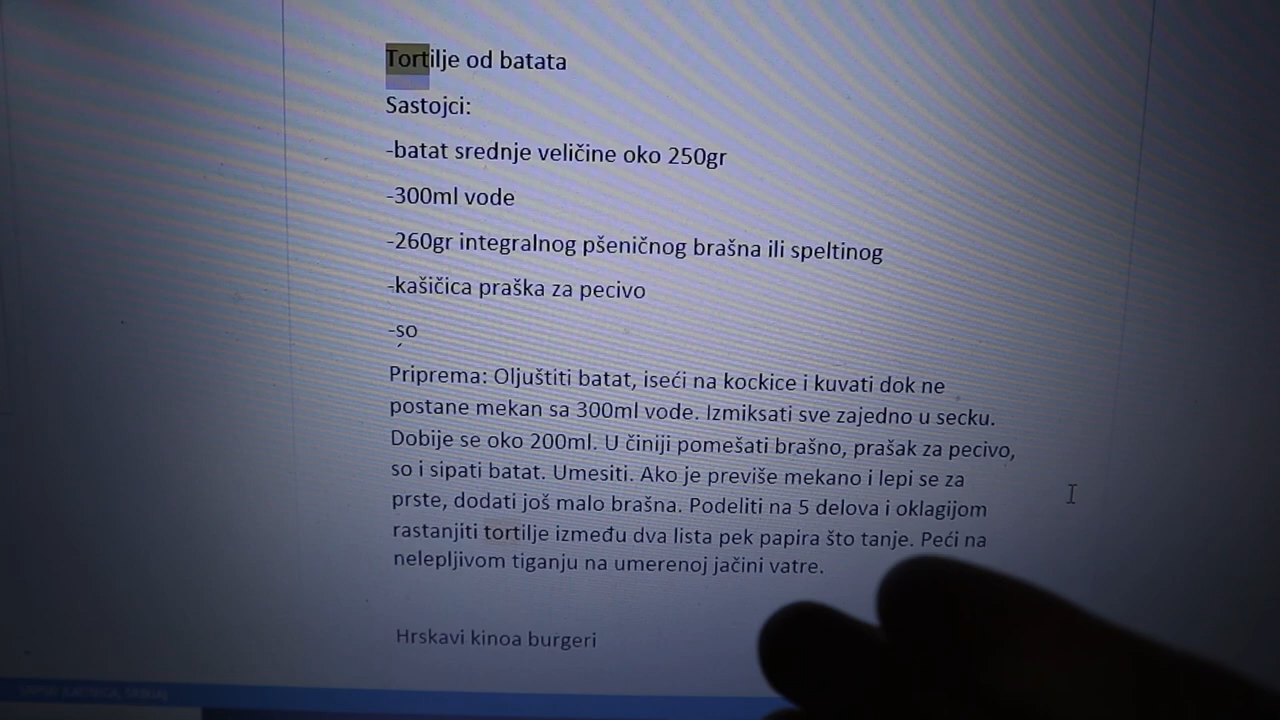 Tortilje od batata
Sastojci:
-batat srednje veličine oko 250gr
-300ml vode
-260gr integralnog pšeničnog brašna ili speltinog
-kašičica praška za pecivo
-so
Priprema: Oljuštiti batat, iseći na kockice i kuvati dok ne
postane mekan sa 300ml vode. Izmiksati sve zajedno u secku.
Dobije se oko 200ml. U činiji pomešati brašno, prašak za pecivo,
so i sipati batat. Umesiti. Ako je previše mekano i lepi se za
prste, dodati još malo brašna. Podeliti na 5 delova i oklagijom
rastanjiti tortilje između dva lista pek papira što tanje. Peći na
nelepljivom tiganju na umerenoj jačini vatre.
Hrskavi kinoa burgeri